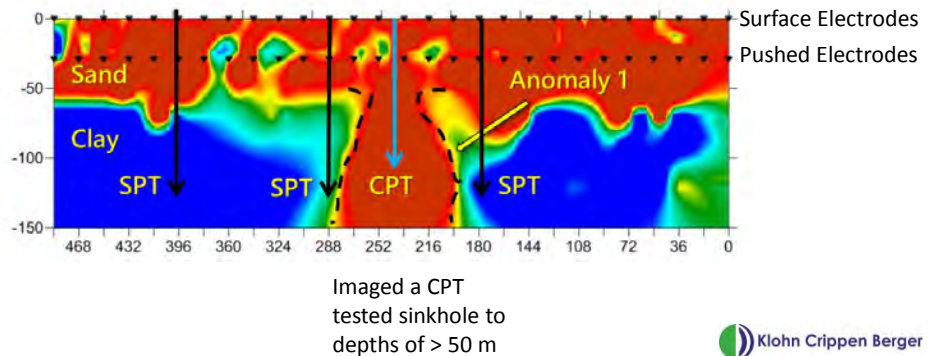 0
Surface Electrodes
Pushed Electrodes
Sand
-50
Anomaly 1
Clay
-100
SPT
SPT
CPT
SPT
-150
468 432 396 360 324 288 252 216 180 144 108 72 36 0
Imaged a CPT
tested sinkhole to
depths of > 50 m
Klohn Crippen Berger